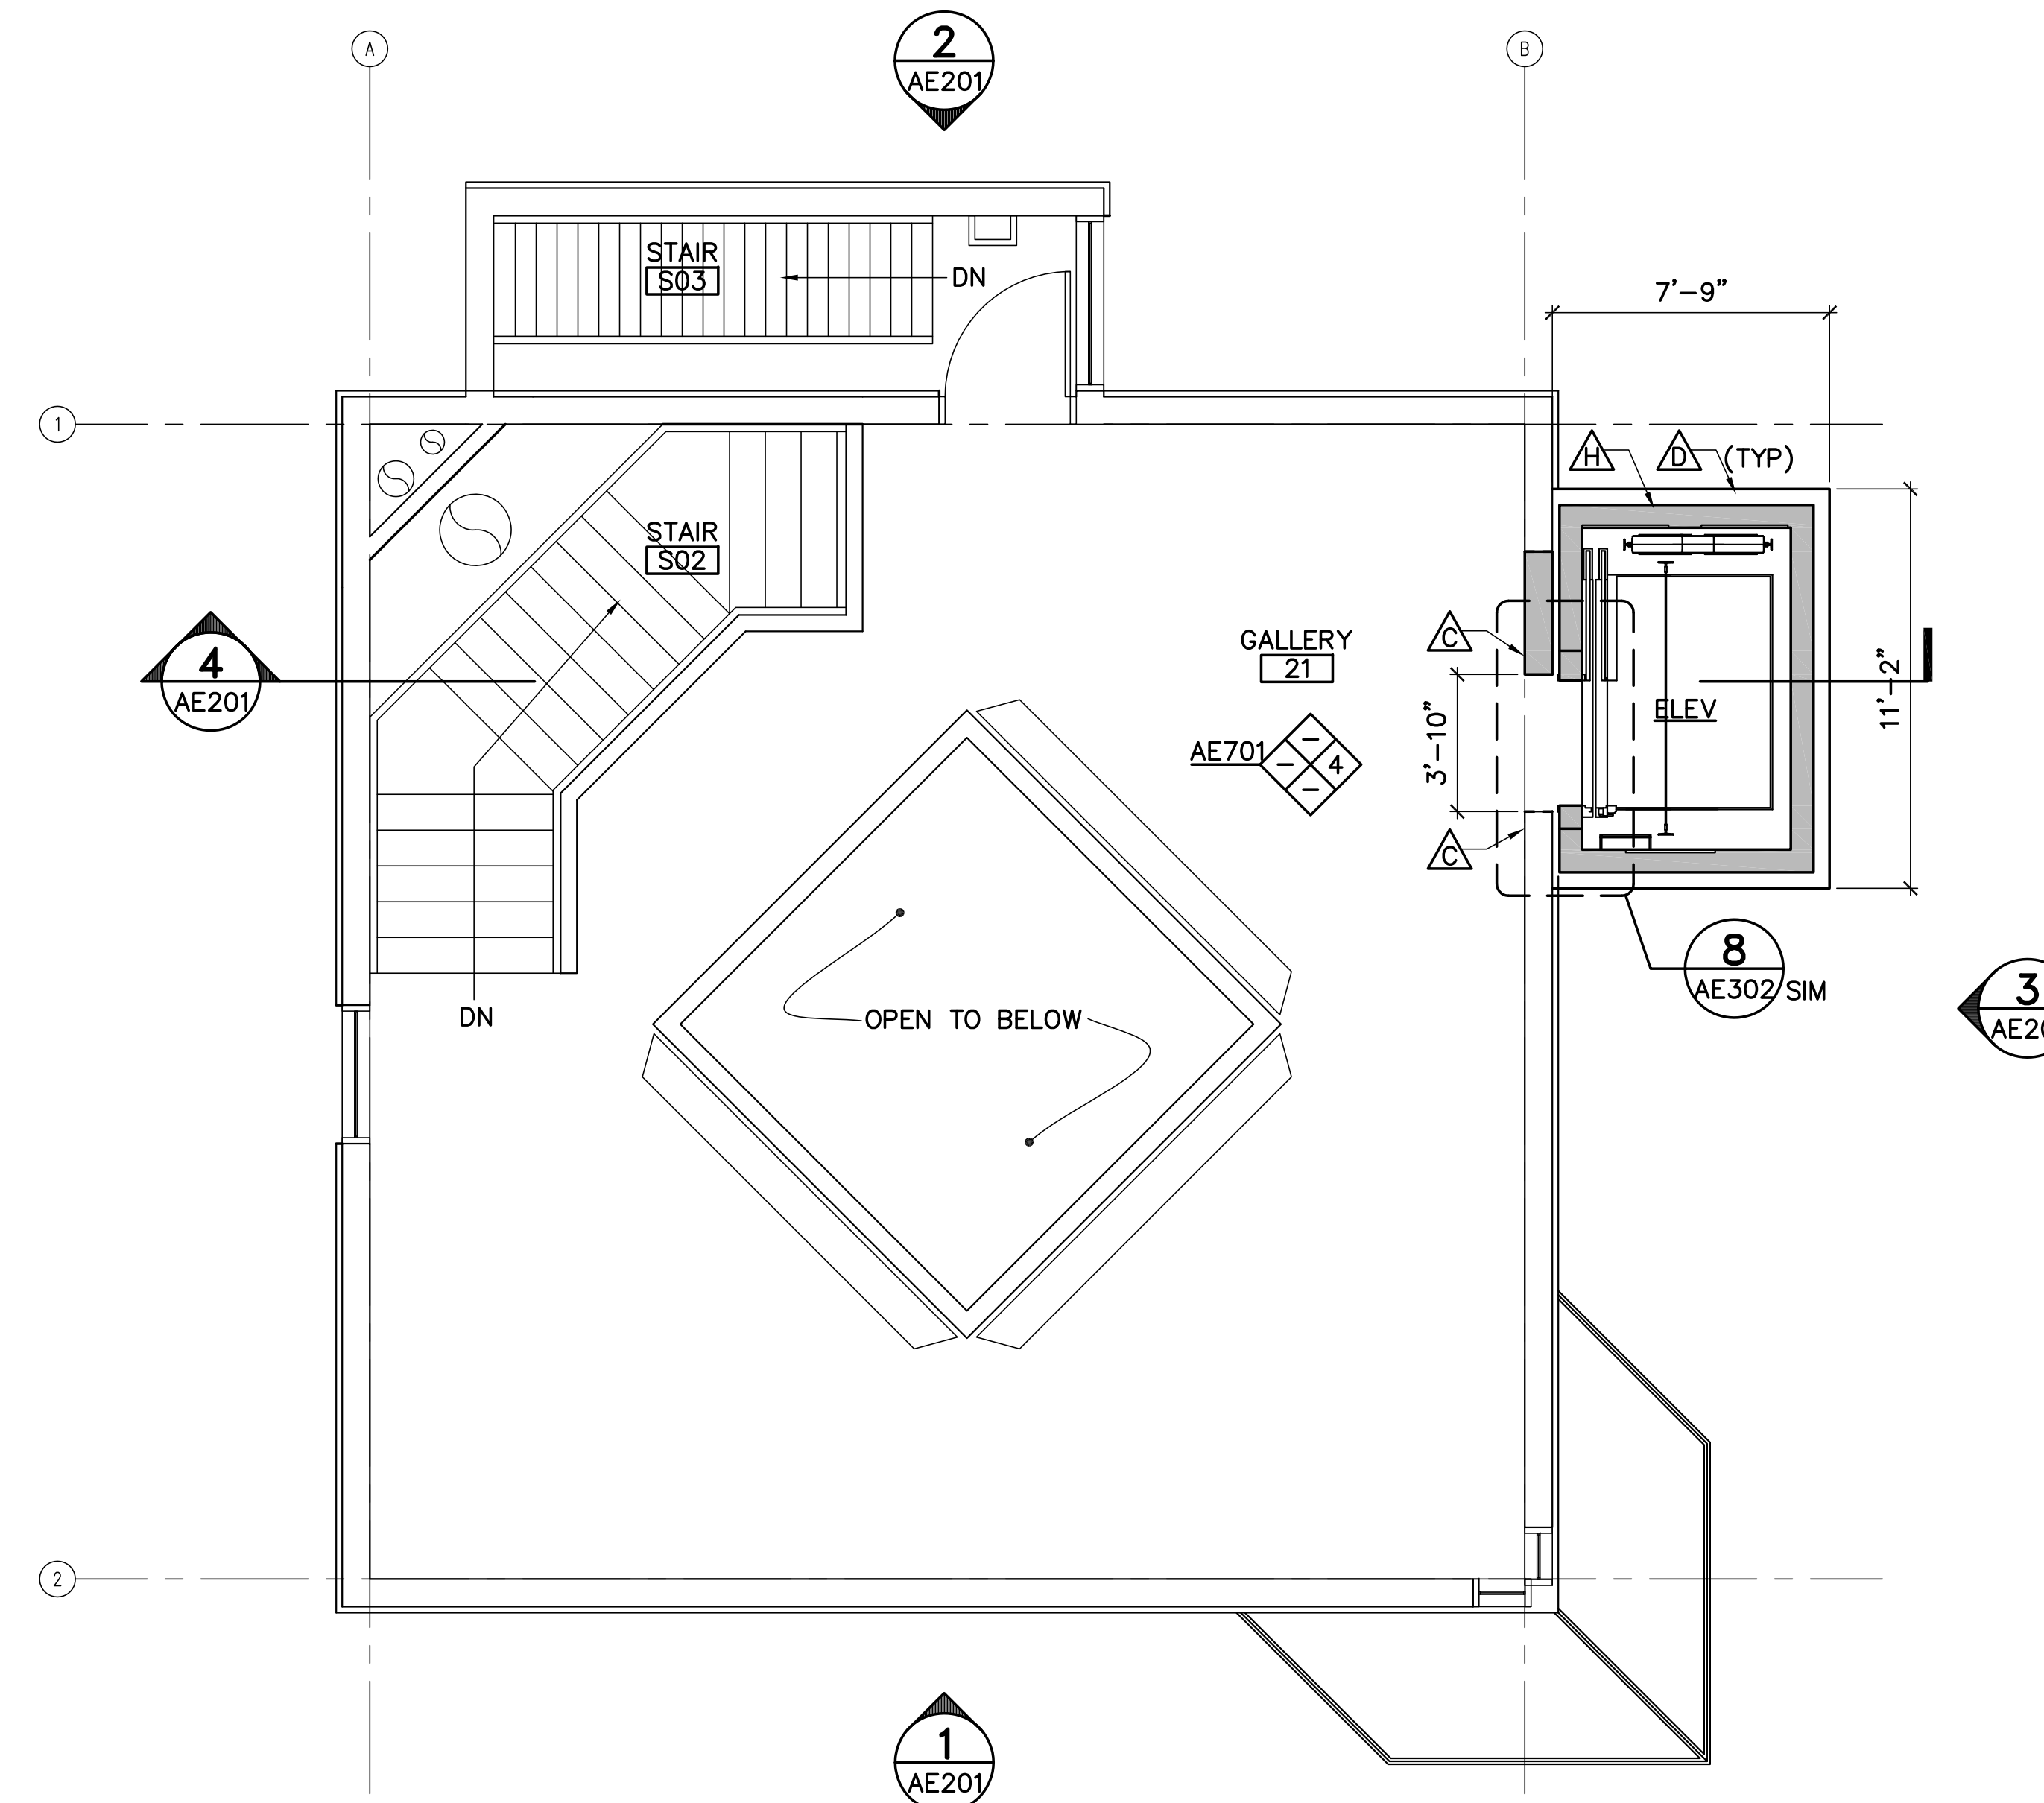 A
2
AE201
B
STAIR
S03
DN
7'-9"
1
H
D (TYP)
STAIR
S02
4
AE201
GALLERY
21
C
11'-2"
ELEV
AE701
-
-
4
-
3'-10"
C
8
AE302 SIM
3
OPEN TO BELOW
DN
2
1
AE201